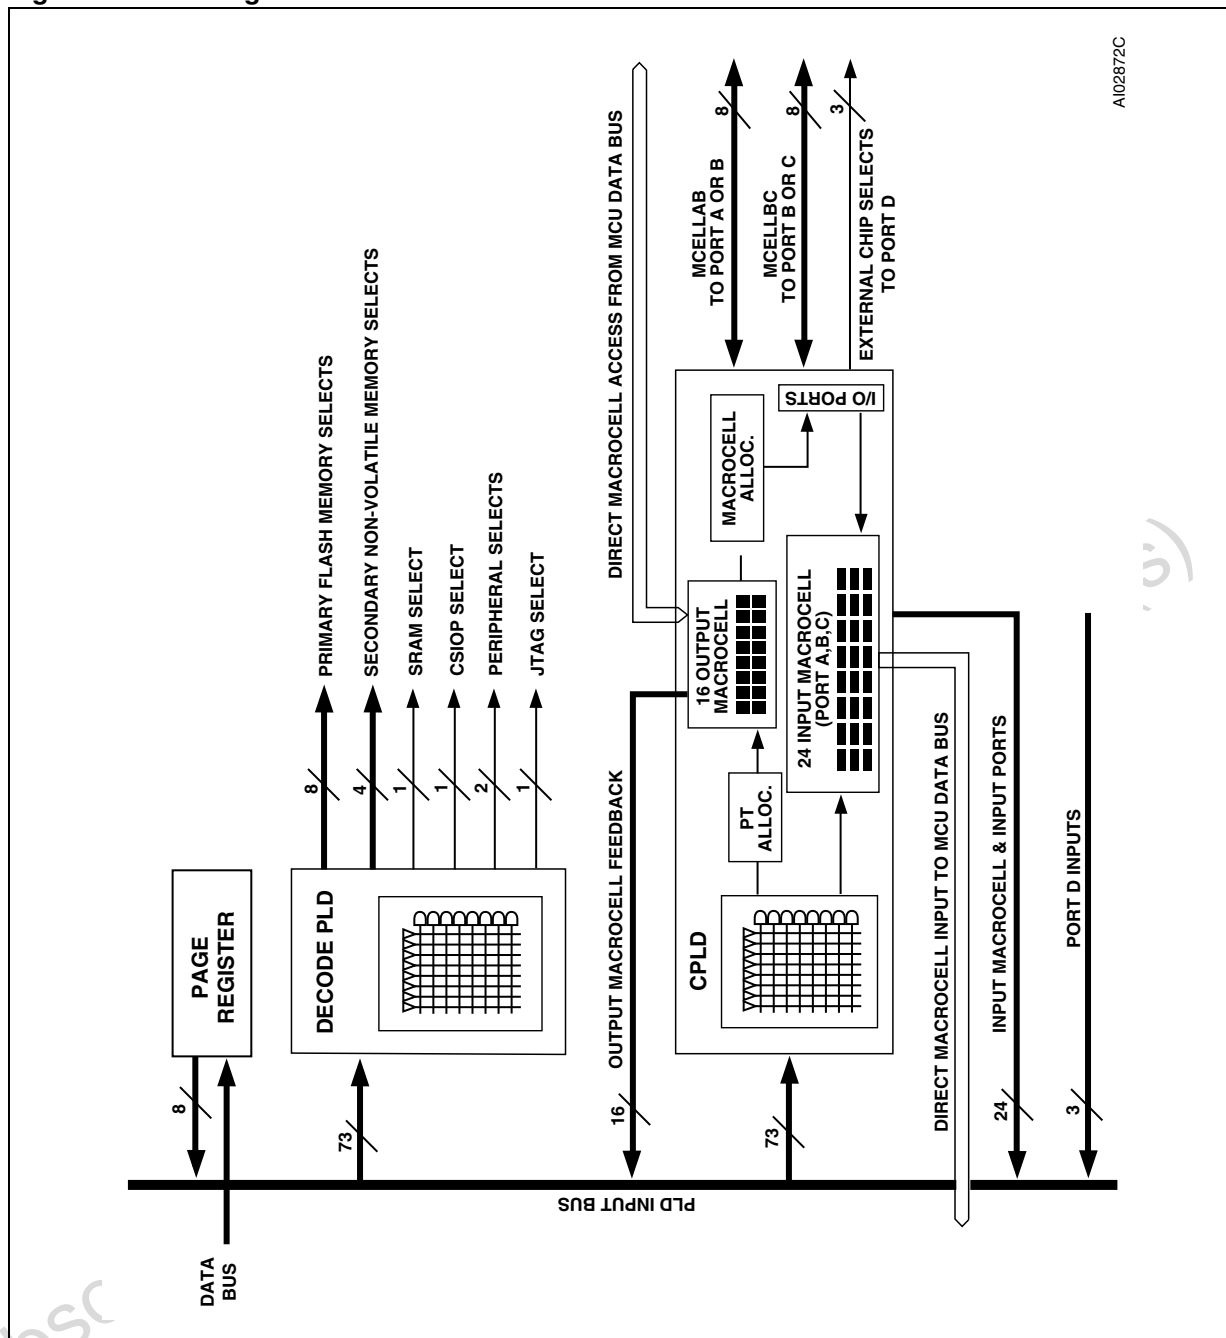 DATA
BUS
8
PAGE
REGISTER
73
DECODE PLD
8
PRIMARY FLASH MEMORY SELECTS
4
SECONDARY NON-VOLATILE MEMORY SELECTS
1
SRAM SELECT
1
CSIOP SELECT
2
PERIPHERAL SELECTS
1
JTAG SELECT
PLD INPUT BUS
16
OUTPUT MACROCELL FEEDBACK
DIRECT MACROCELL ACCESS FROM MCU DATA BUS
73
CPLD
PT
ALLOC.
16 OUTPUT
MACROCELL
MACROCELL
ALLOC.
I/O PORTS
24 INPUT MACROCELL
(PORT A,B,C)
MCELLAB
TO PORT A OR B
8
MCELLBC
TO PORT B OR C
8
EXTERNAL CHIP SELECTS
TO PORT D
3
DIRECT MACROCELL INPUT TO MCU DATA BUS
24
INPUT MACROCELL & INPUT PORTS
3
PORT D INPUTS
AI02872C